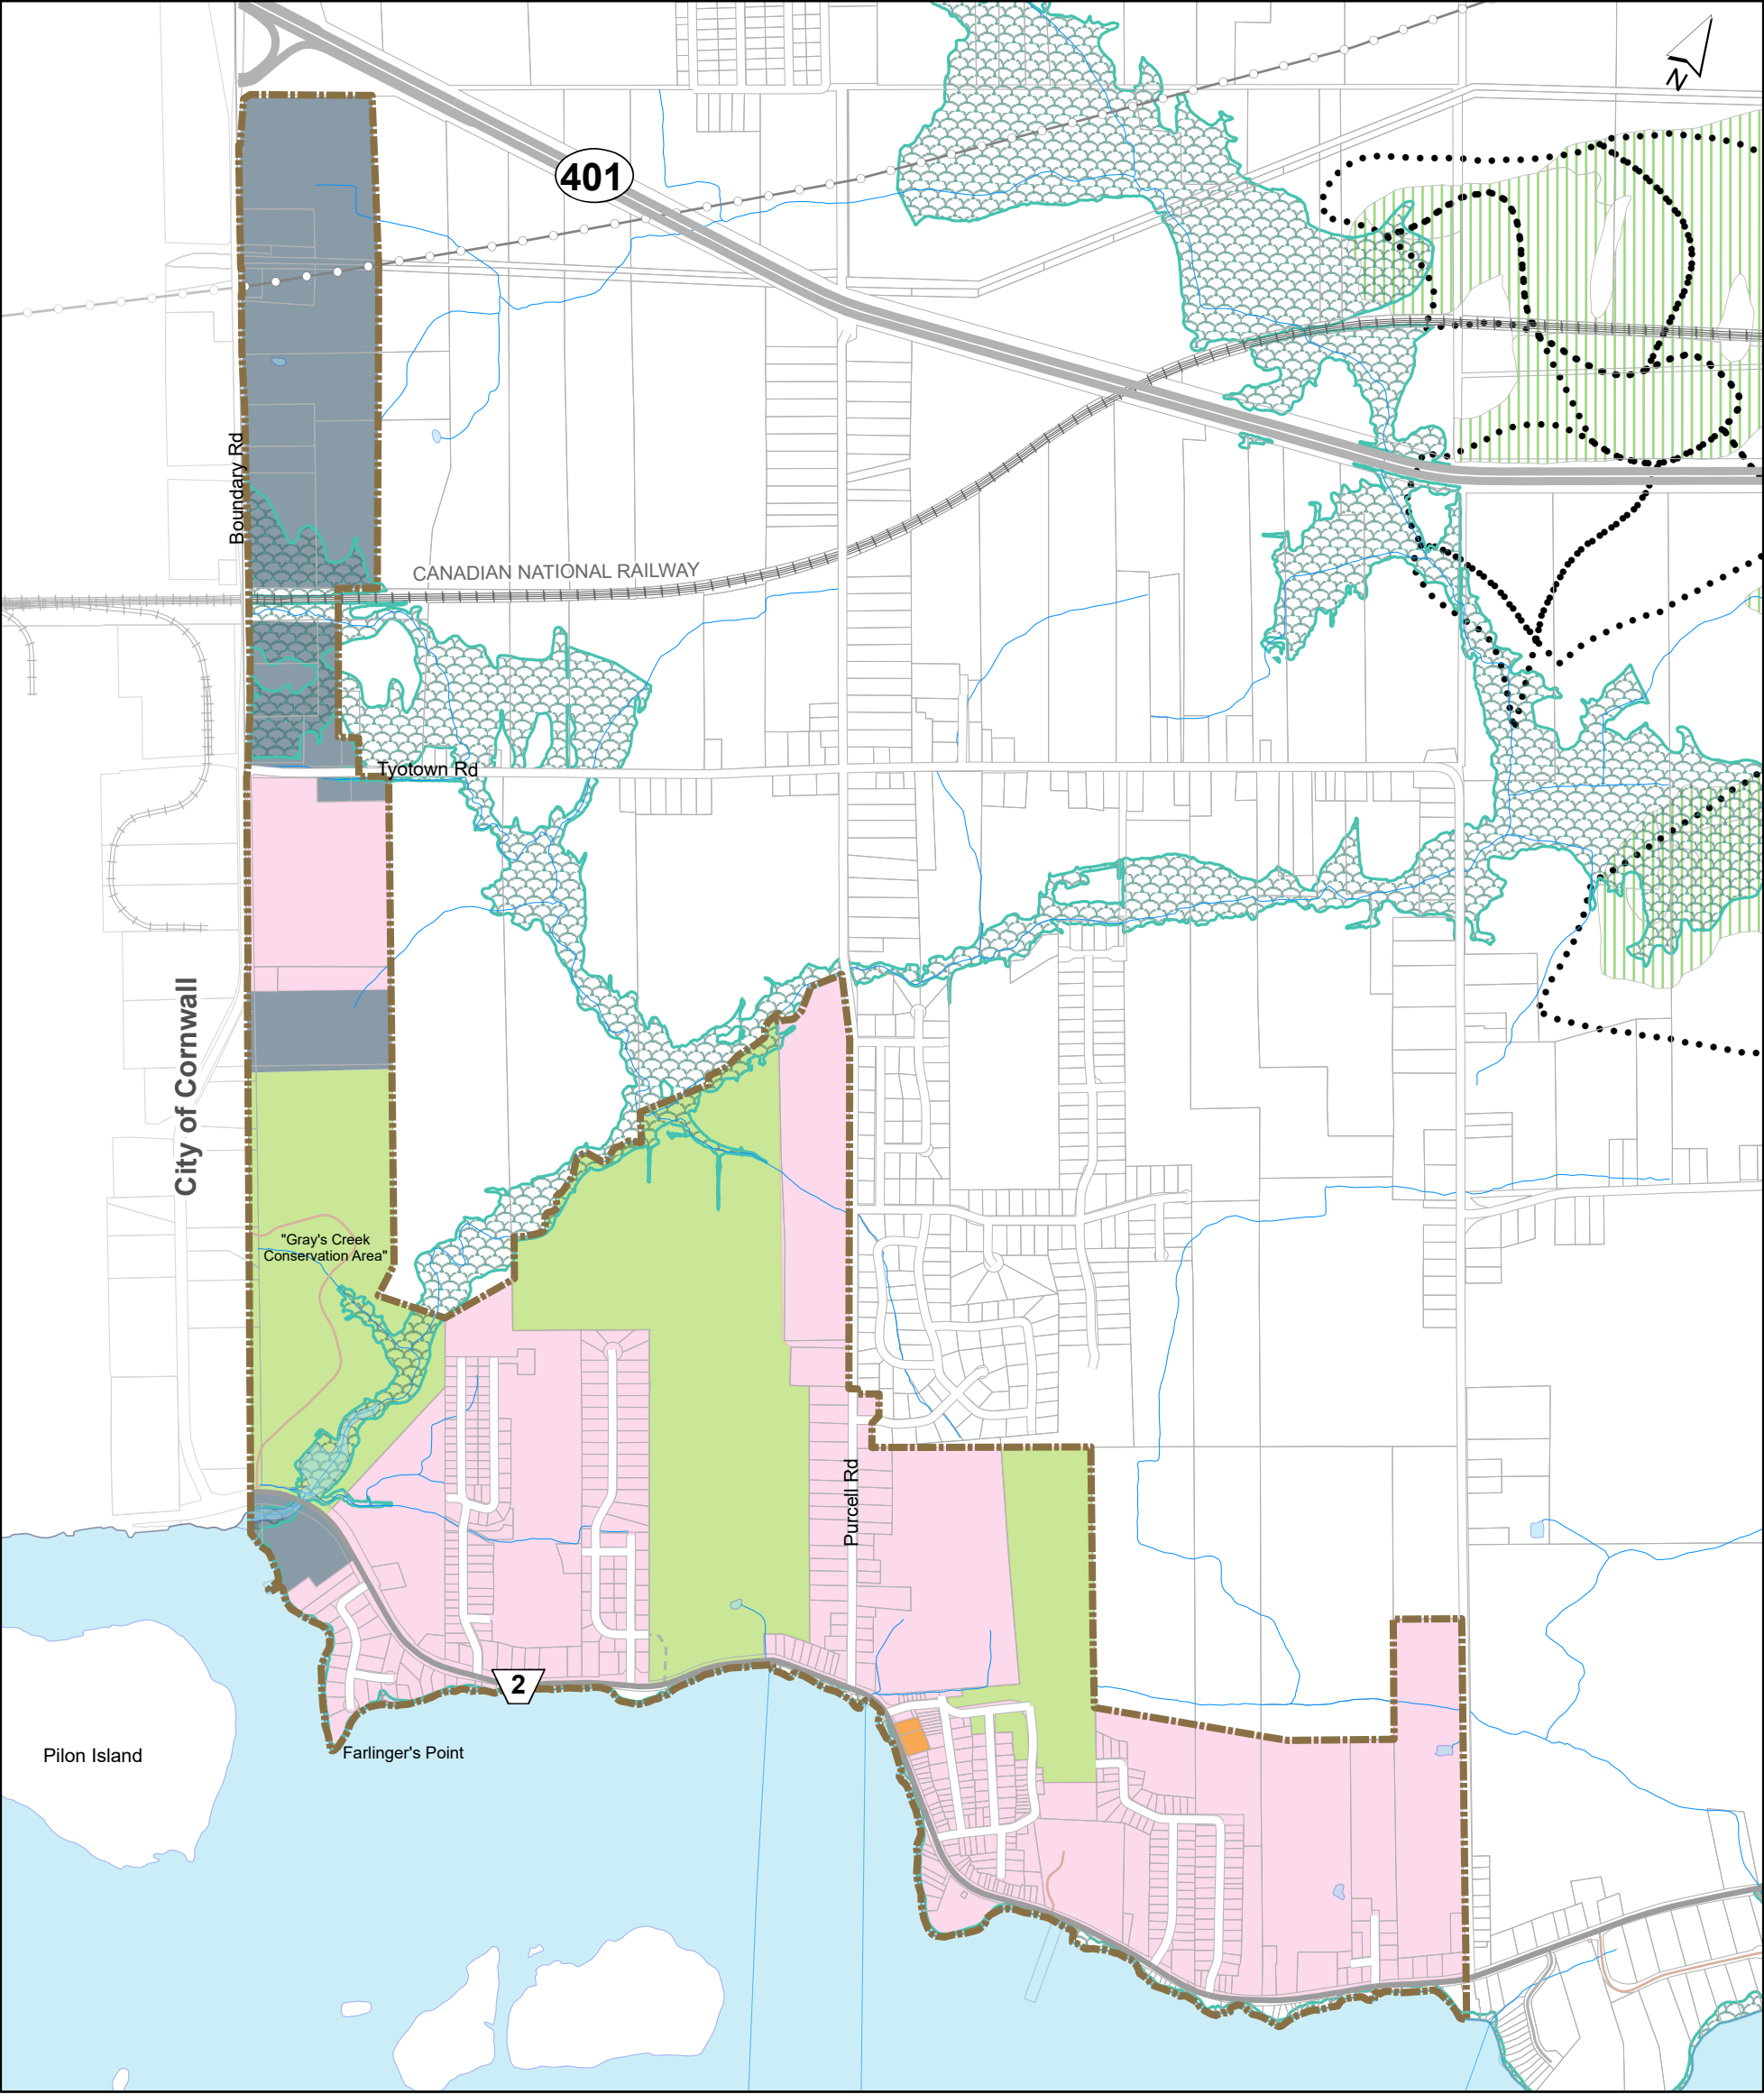 N
401
Boundary Rd
CANADIAN NATIONAL RAILWAY
Tyotown Rd
City of Cornwall
"Gray's Creek
Conservation Area"
Purcell Rd
2
Pilon Island
Farlinger's Point